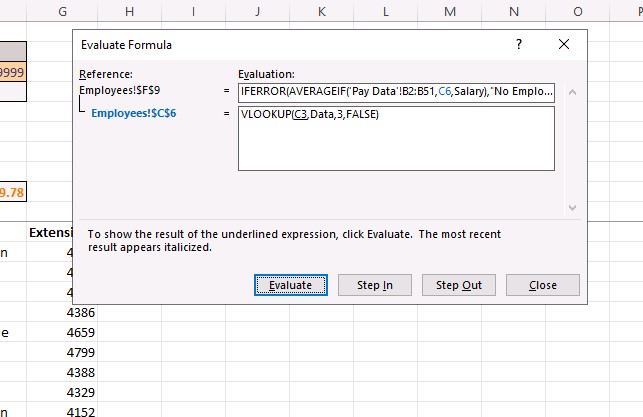 G H I J K L M N O
Evaluate Formula ? ×
Reference: Evaluation:
9999
Employees!$F$9 = IFERROR(AVERAGEIF('Pay Data'!B2:B51,C6,Salary),"No Emplo...
Employees!$C$6 = VLOOKUP(C3,Data,3,FALSE)
9.78
Extensi
To show the result of the underlined expression, click Evaluate. The most recent
result appears italicized.
n 4
4
4
Evaluate Step In Step Out Close
4386
e 4659
4799
4388
4329
n 4152